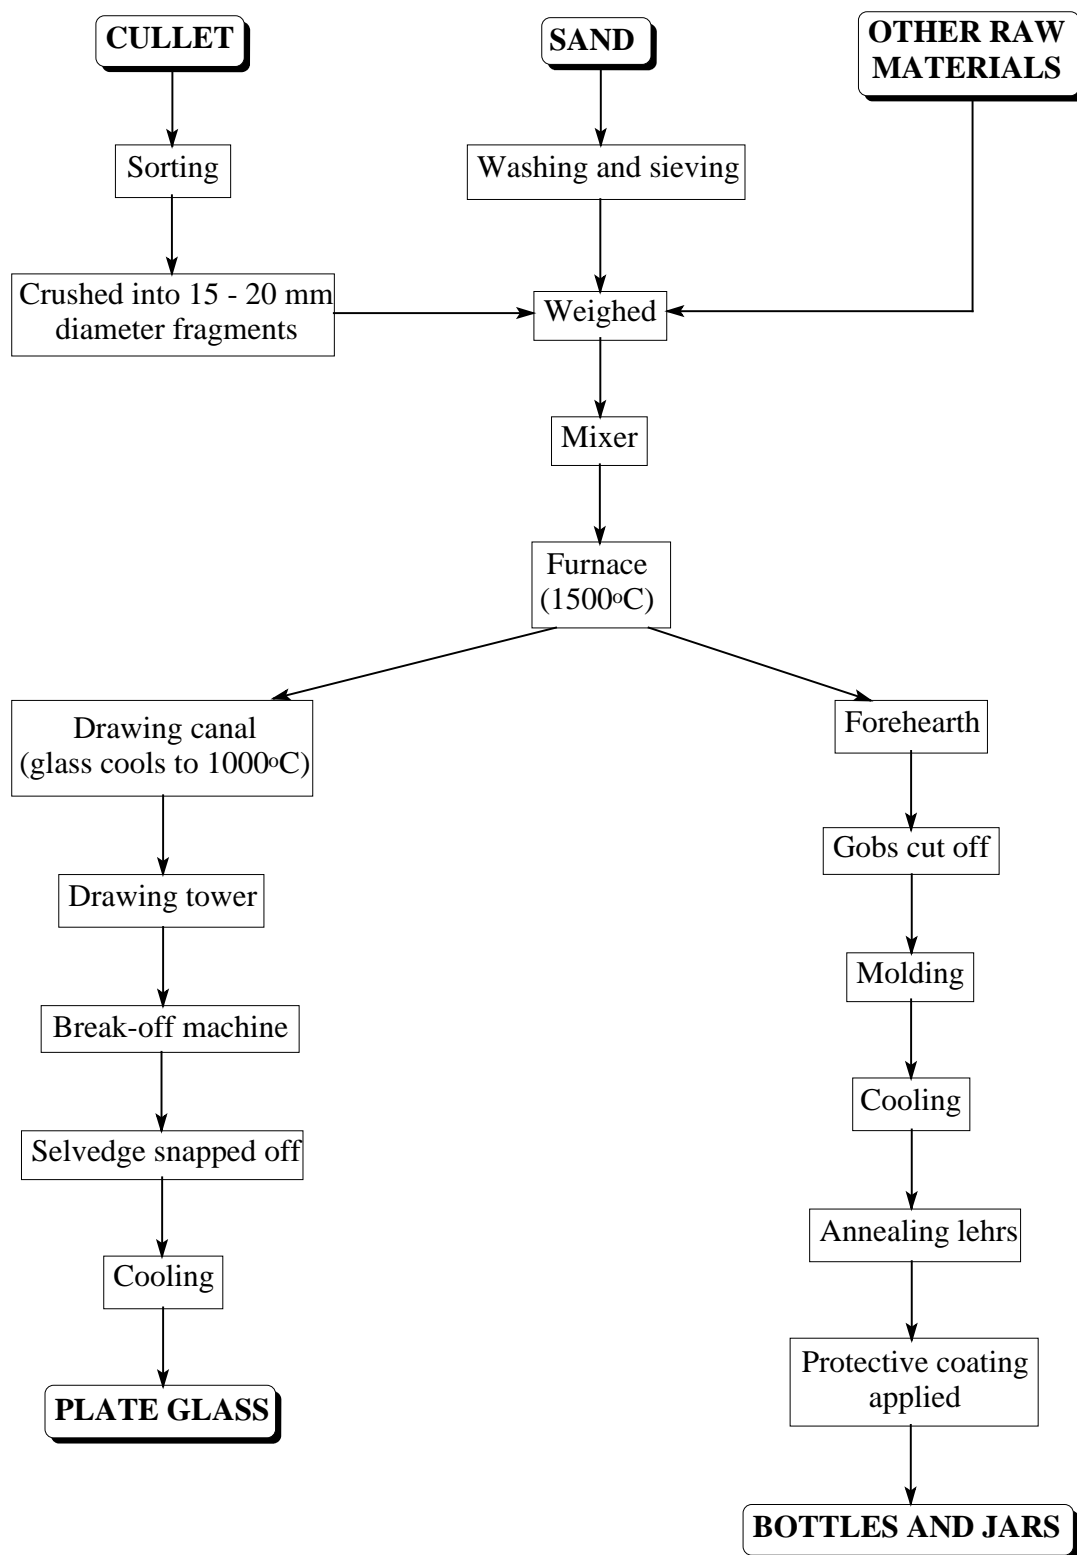 CULLET
SAND
OTHER RAW
MATERIALS
Sorting
Washing and sieving
Crushed into 15 - 20 mm
diameter fragments
Weighed
Mixer
Furnace
(1500oC)
Drawing canal
(glass cools to 1000oC)
Forehearth
Gobs cut off
Drawing tower
Molding
Break-off machine
Cooling
Selvedge snapped off
Annealing lehrs
Cooling
Protective coating
applied
PLATE GLASS
BOTTLES AND JARS